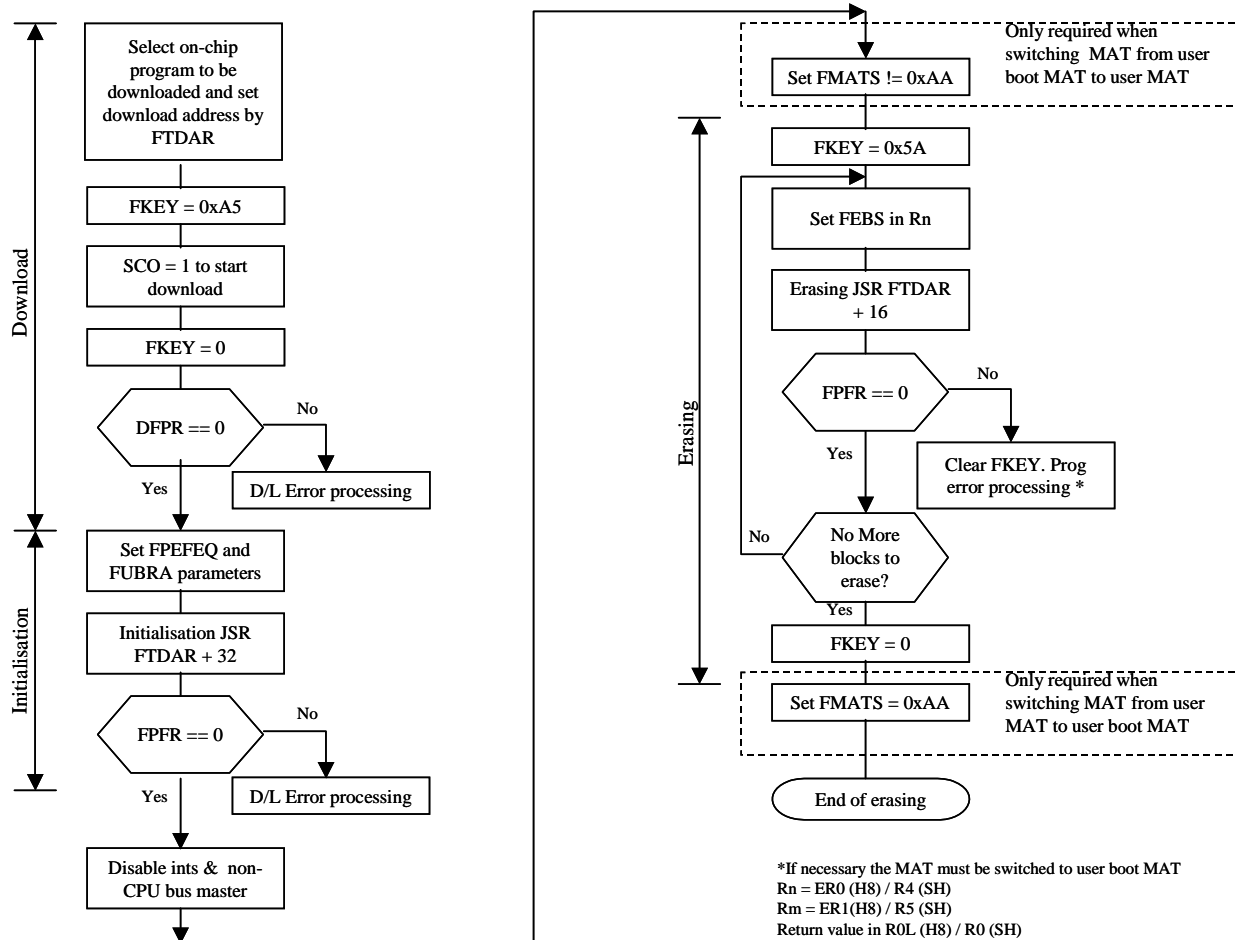 Download
Select on-chip
program to be
downloaded and set
download address by
FTDAR
FKEY = 0xA5
SCO = 1 to start
download
FKEY = 0
DFPR == 0
No
D/L Error processing
Yes
Initialisation
Set FPEFEQ and
FUBRA parameters
Initialisation JSR
FTDAR + 32
FPFR == 0
No
D/L Error processing
Yes
Disable ints & non-
CPU bus master
Only required when
switching MAT from user
boot MAT to user MAT
Set FMATS != 0xAA
Erasing
FKEY = 0x5A
Set FEBS in Rn
Erasing JSR FTDAR
+ 16
FPFR == 0
No
Clear FKEY. Prog
error processing *
Yes
No More
blocks to
erase?
No
Yes
FKEY = 0
Only required when
switching MAT from user
MAT to user boot MAT
Set FMATS = 0xAA
End of erasing
*If necessary the MAT must be switched to user boot MAT
Rn = ER0 (H8) / R4 (SH)
Rm = ER1(H8) / R5 (SH)
Return value in R0L (H8) / R0 (SH)